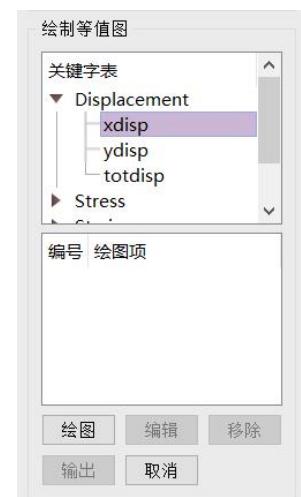 绘制等值图
关键字表
Displacement
xdisp
ydisp
totdisp
Stress
编号 绘图项
绘图 编辑 移除
输出 取消